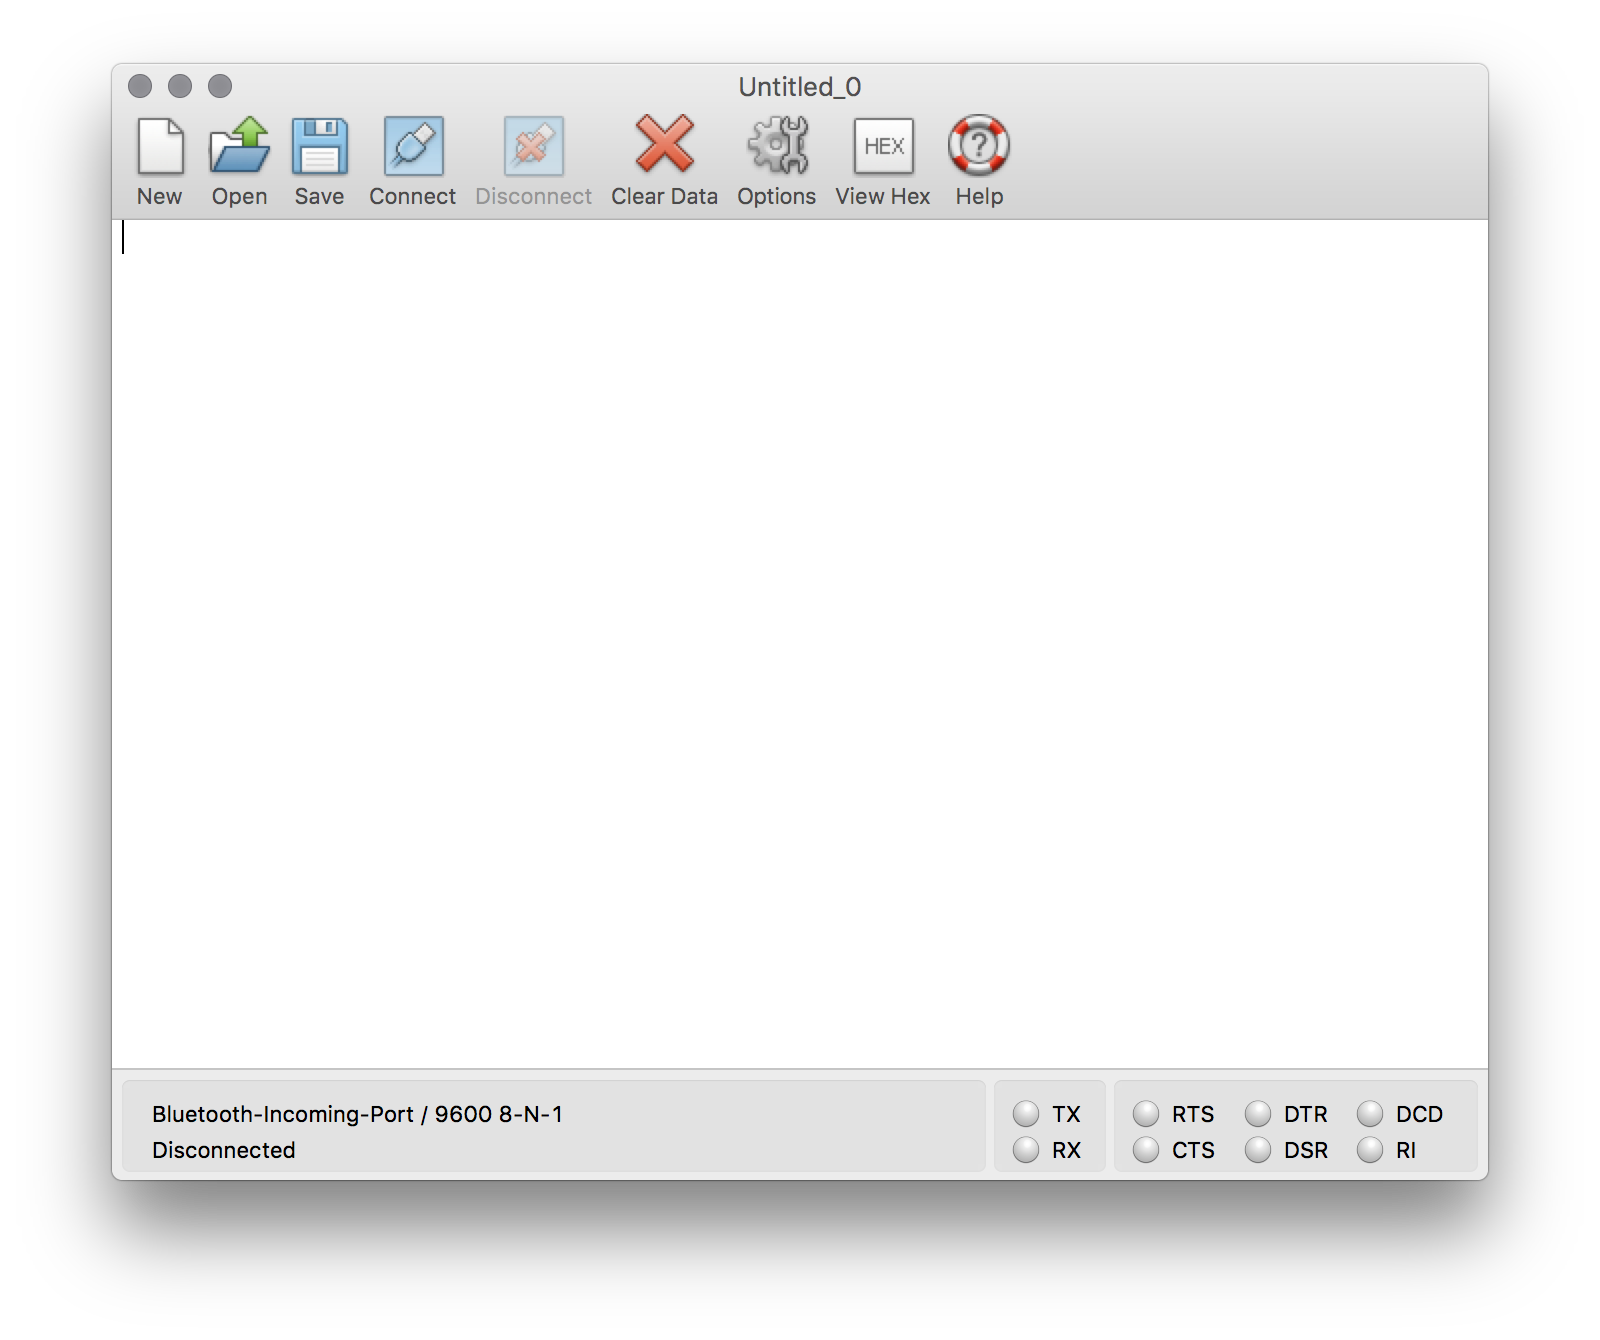 Untitled_0
HEX
?
New Open Save Connect Disconnect Clear Data Options View Hex Help
Bluetooth-Incoming-Port / 9600 8-N-1
Disconnected
TX
RX
RTS DTR DCD
CTS DSR RI